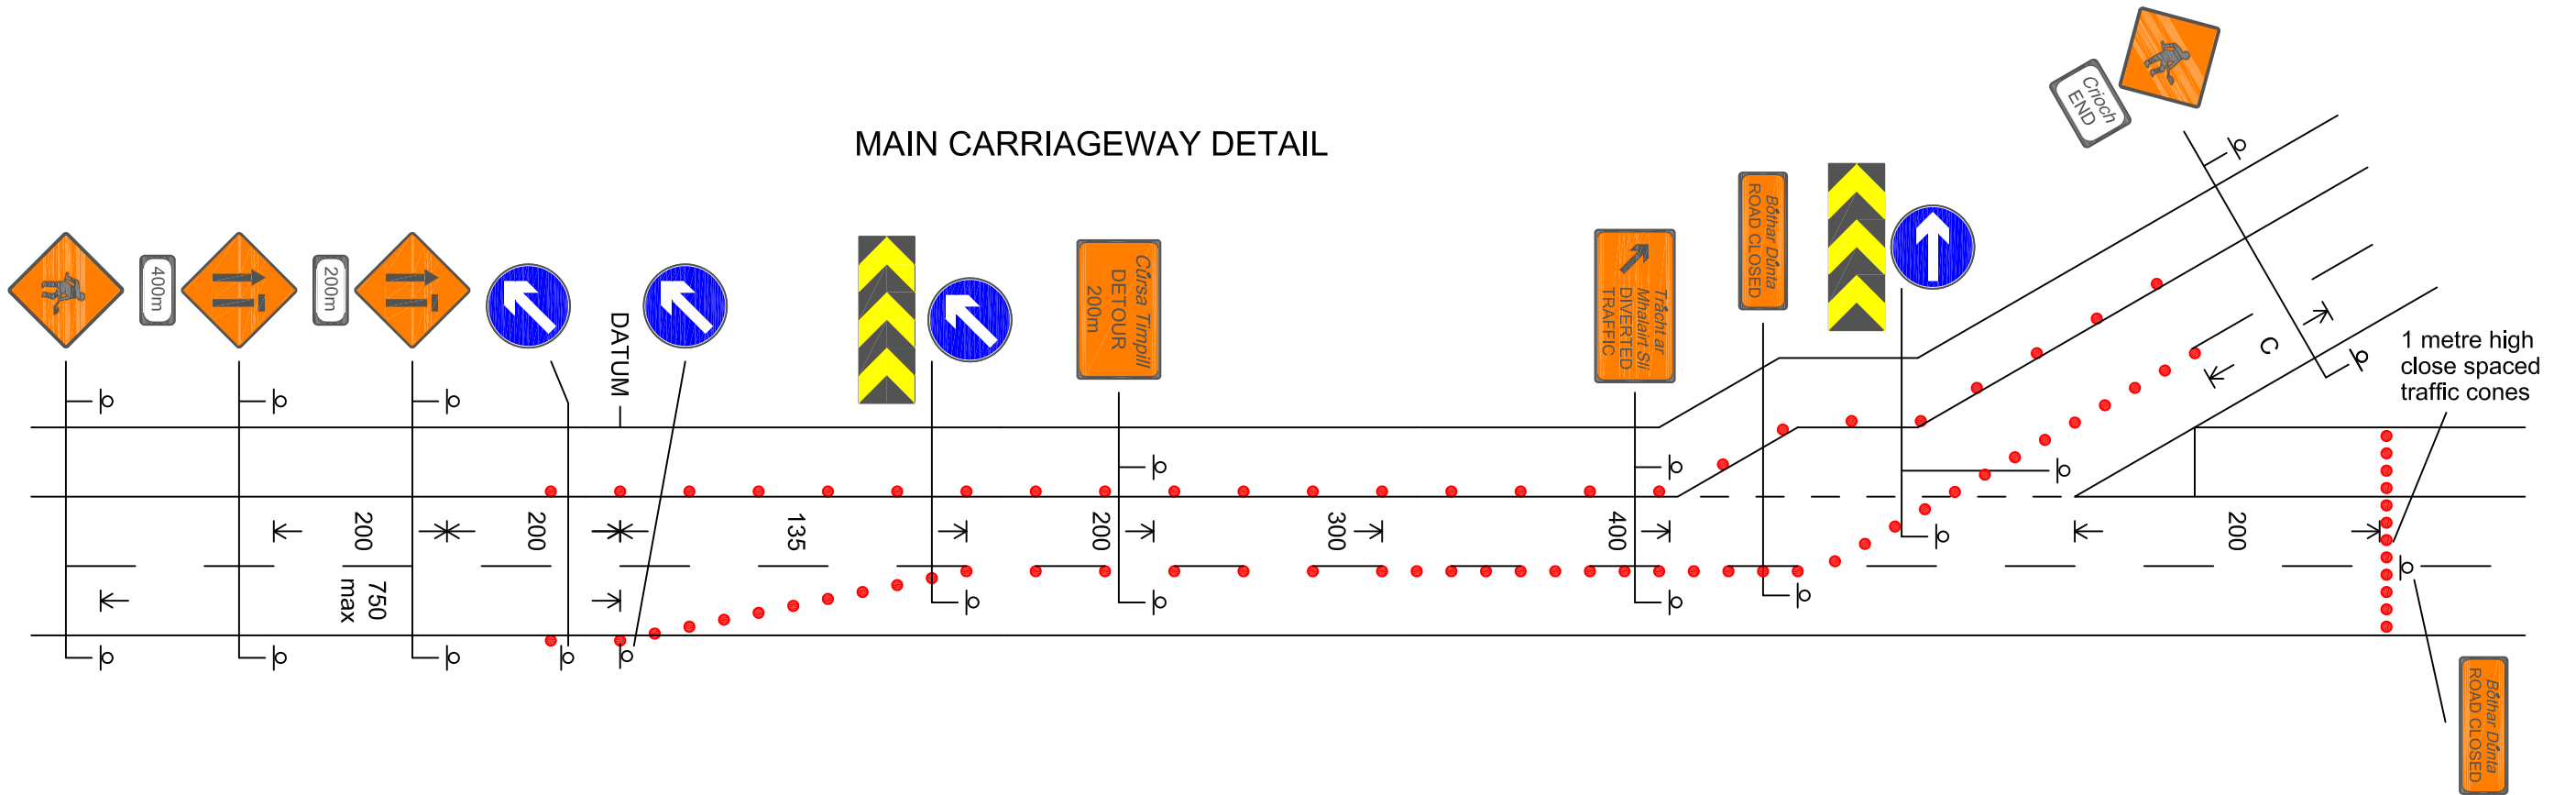 MAIN CARRIAGEWAY DETAIL
400m
200m
DATUM
Cúrsa Timpill
DETOUR
200m
Trácht ar
Mhalairt Slí
DIVERTED
TRAFFIC
Bóthar Dúnta
ROAD CLOSED
Críoch
END
C
1 metre high
close spaced
traffic cones
200
200
135
200
300
400
200
750
max
Bóthar Dúnta
ROAD CLOSED